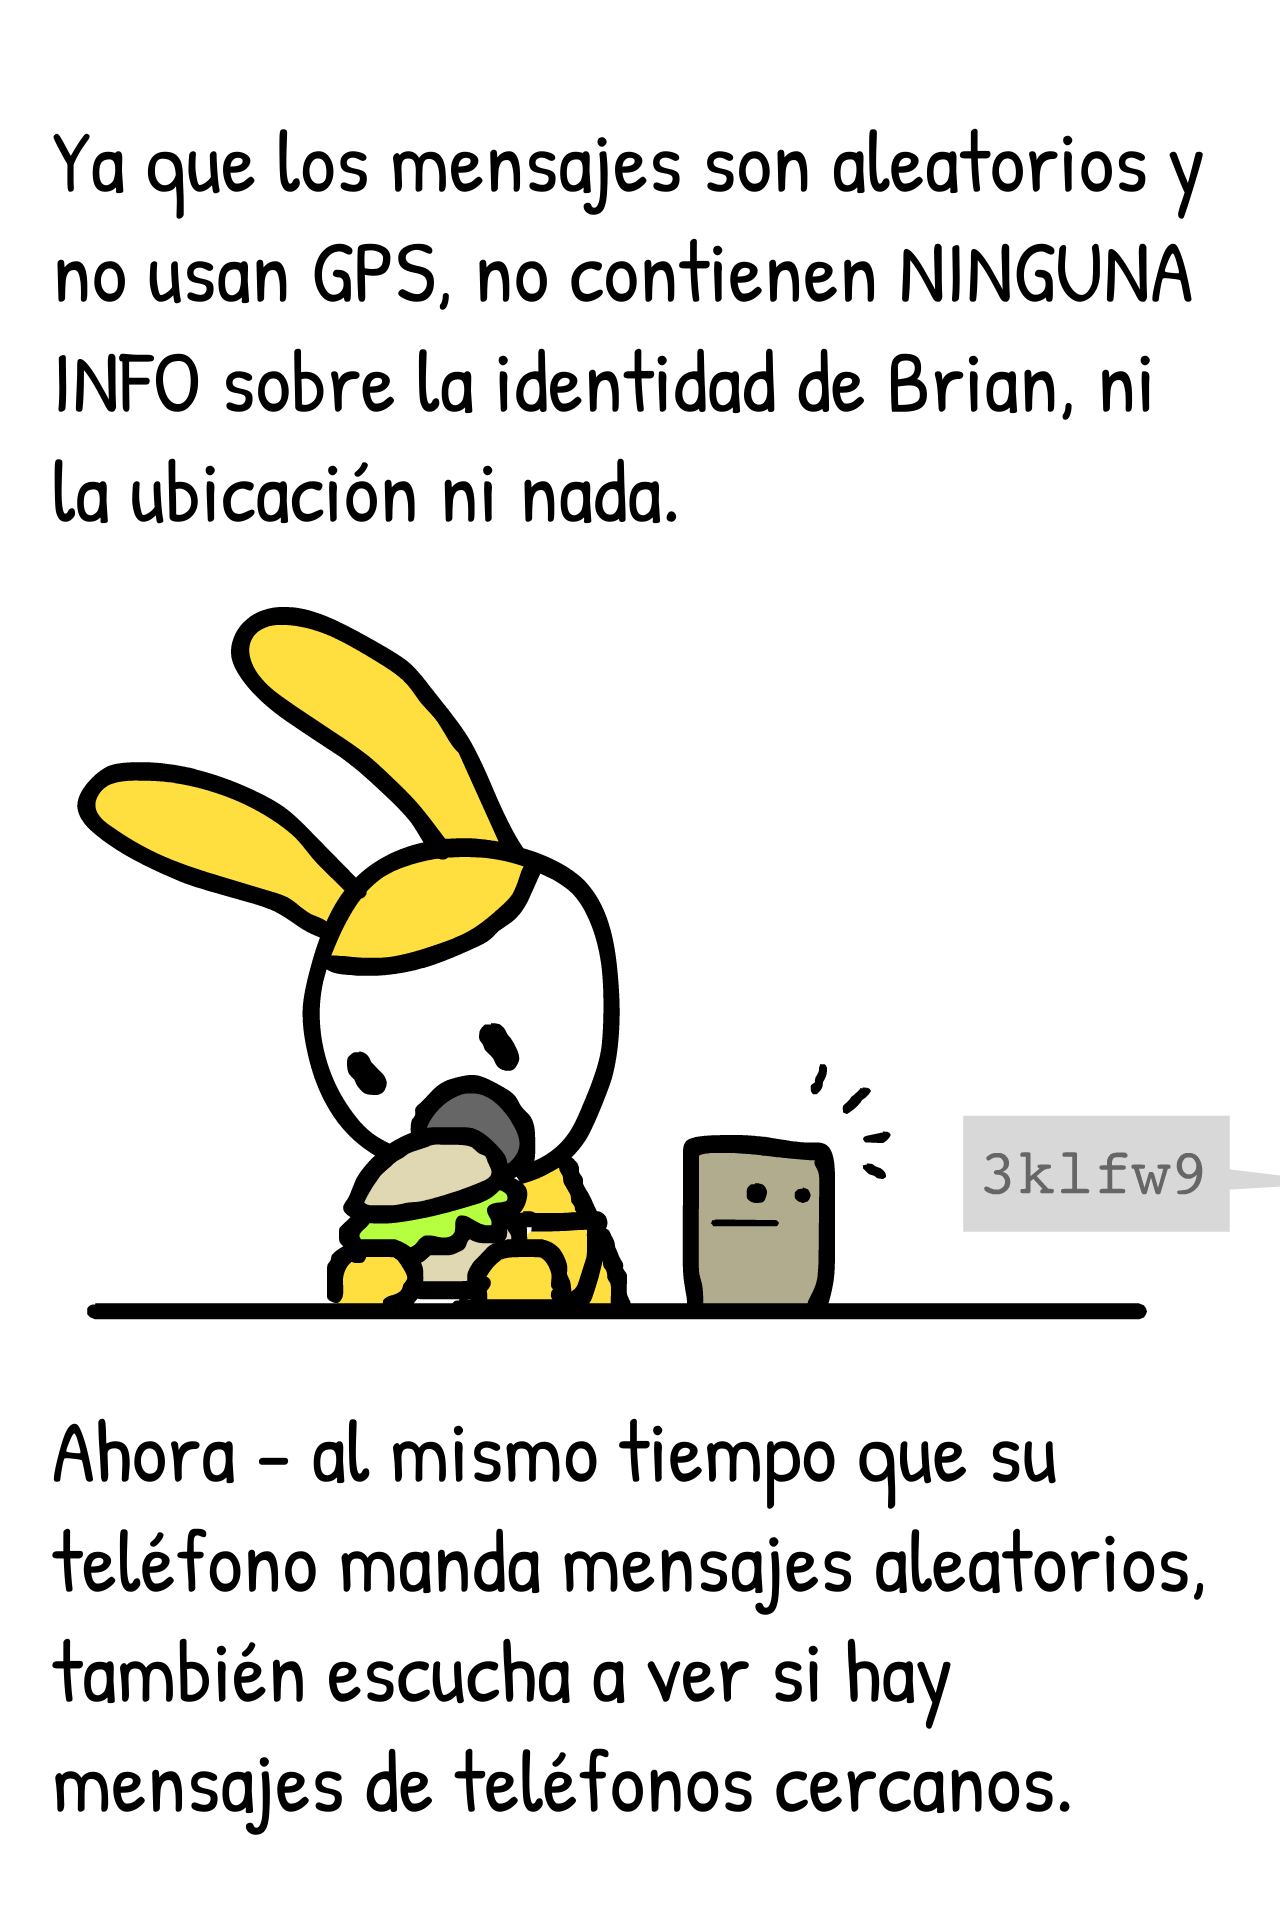 Ya que los mensajes son aleatorios y
no usan GPS, no contienen NINGUNA
INFO sobre la identidad de Brian, ni
la ubicación ni nada.
3klfw9
Ahora - al mismo tiempo que su
teléfono manda mensajes aleatorios,
también escucha a ver si hay
mensajes de teléfonos cercanos.